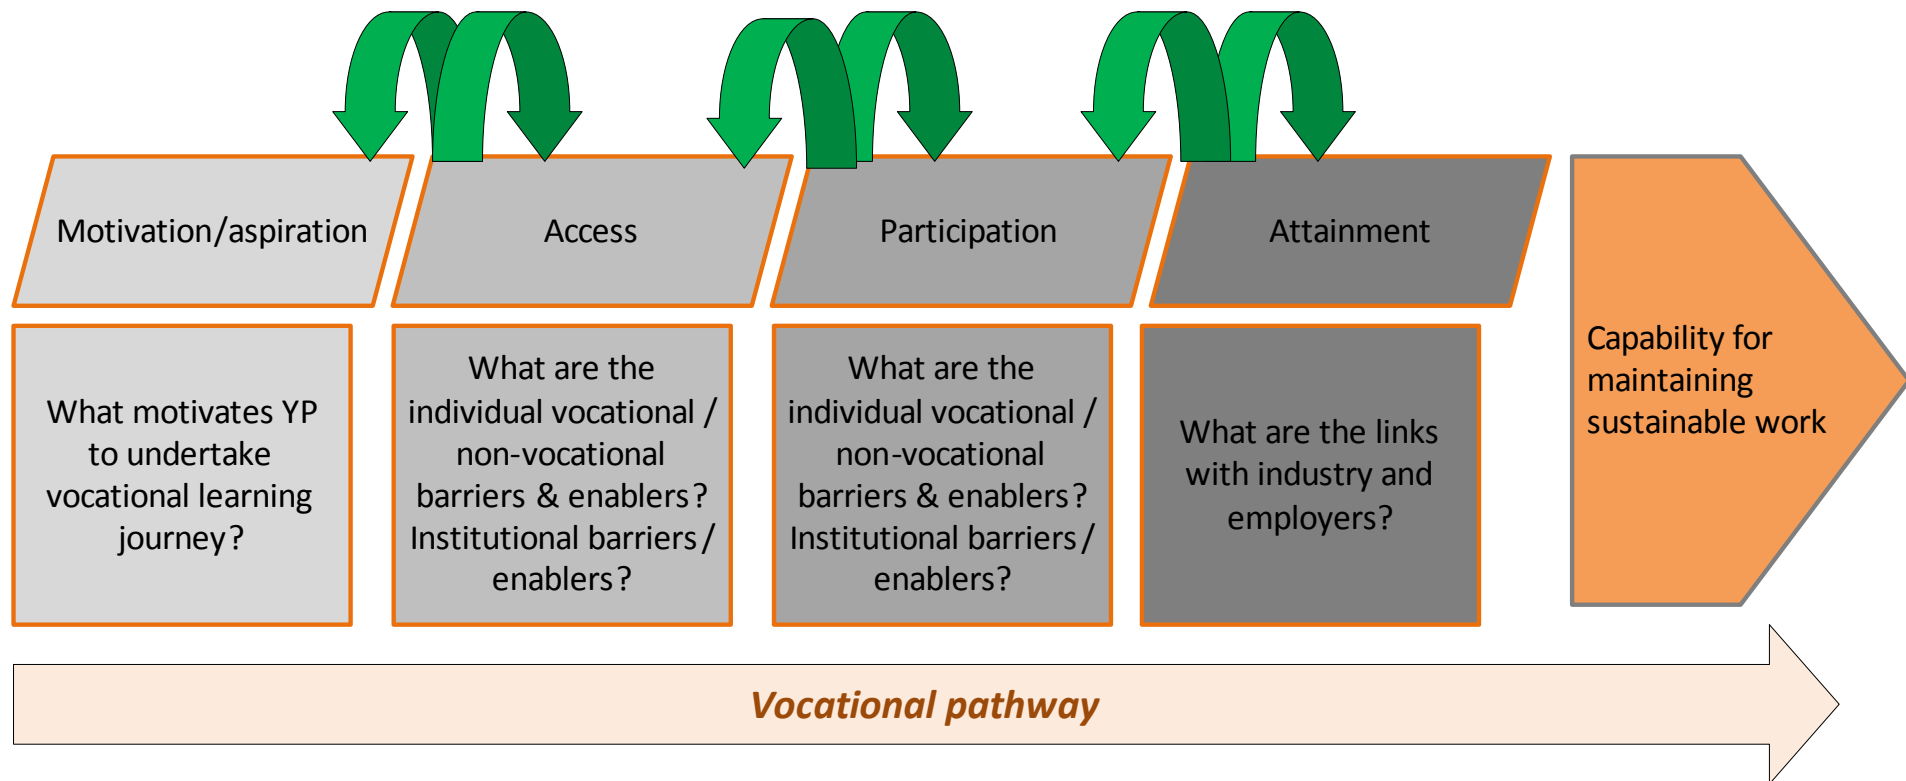 Motivation/aspiration
Access
Participation
Attainment
What motivates YP
to undertake
vocational learning
journey?
What are the
individual vocational /
non-vocational
barriers & enablers?
Institutional barriers /
enablers?
What are the
individual vocational /
non-vocational
barriers & enablers?
Institutional barriers /
enablers?
What are the links
with industry and
employers?
Capability for
maintaining
sustainable work
Vocational pathway